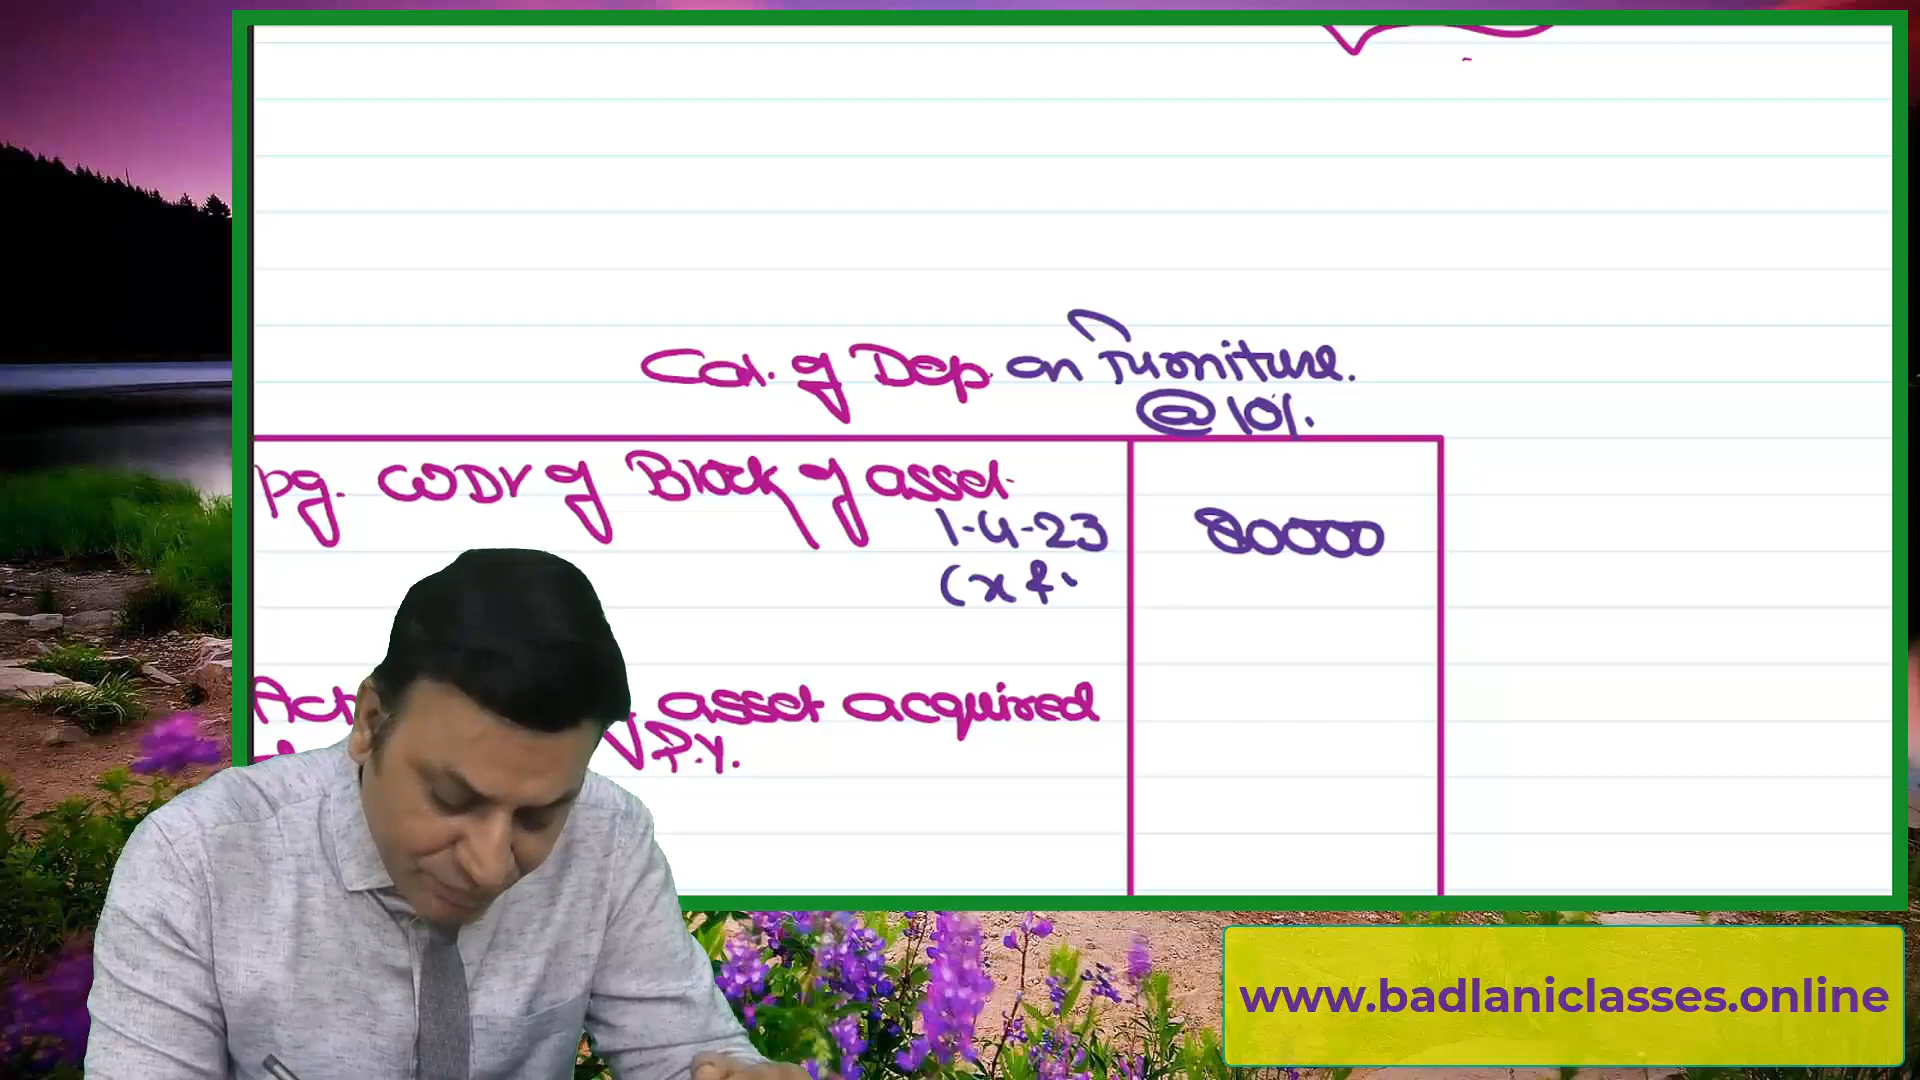 Cal. of Dep. on Furniture.
@ 10%.
pg. WDV of Block of asset.
1-4-23
80000
(x &
asset acquired
P.Y.
www.badlaniclasses.online